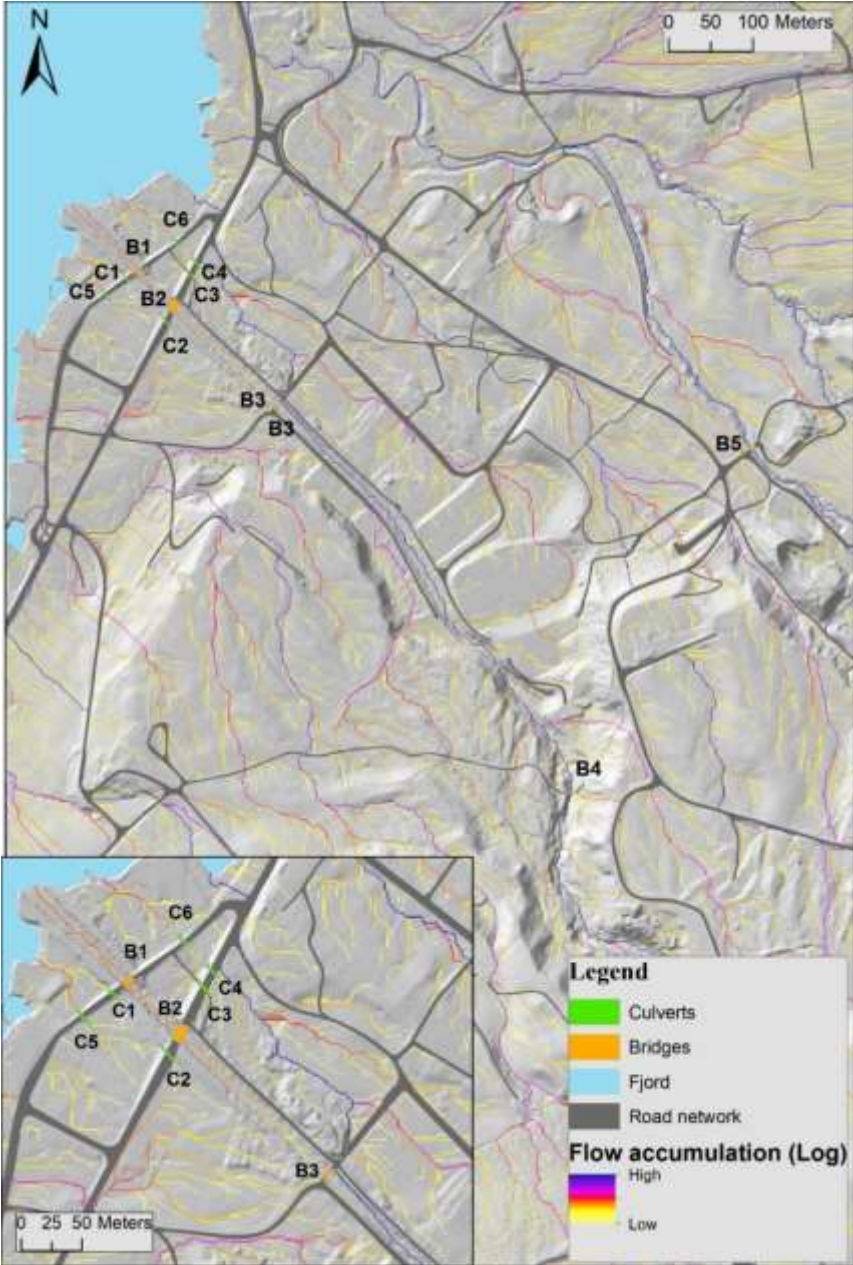 N
0 50 100 Meters
C6
B1
C1
C4
C5
B2
C3
C2
B3
B3
B5
B4
C6
B1
C4
B2
C1
C3
C5
C2
B3
0 25 50 Meters
Legend
Culverts
Bridges
Fjord
Road network
Flow accumulation (Log)
High
Low